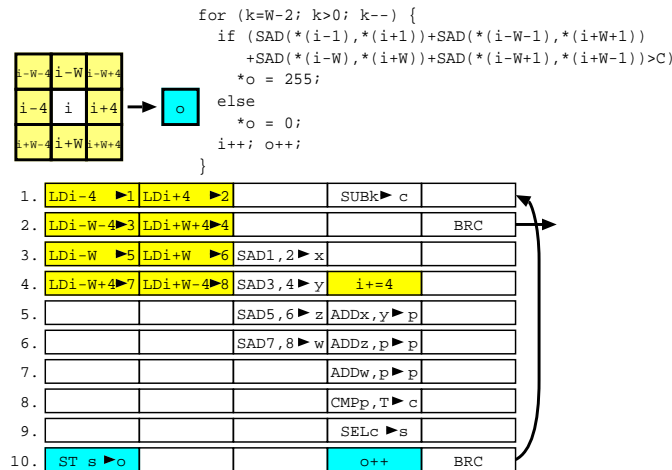 for (k=W-2; k>0; k--) {
if (SAD(*(i-1),*(i+1))+SAD(*(i-W-1),*(i+W+1))
+SAD(*(i-W),*(i+W))+SAD(*(i-W+1),*(i+W-1))>C)
*o = 255;
else
*o = 0;
i++; o++;
}
i-W-4 i-W i-W+4
i-4 i i+4 o
i+W-4 i+W i+W+4
1. LDi-4 ►1 LDi+4 ►2 SUBk► c
2. LDi-W-4►3 LDi+W+4►4 BRC
3. LDi-W ►5 LDi+W ►6 SAD1,2► x
4. LDi-W+4►7 LDi+W-4►8 SAD3,4► y i+=4
5. SAD5,6► z ADDx,y► p
6. SAD7,8► w ADDz,p► p
7. ADDw,p► p
8. CMPp,T► c
9. SELc ►s
10. ST s ►o o++ BRC